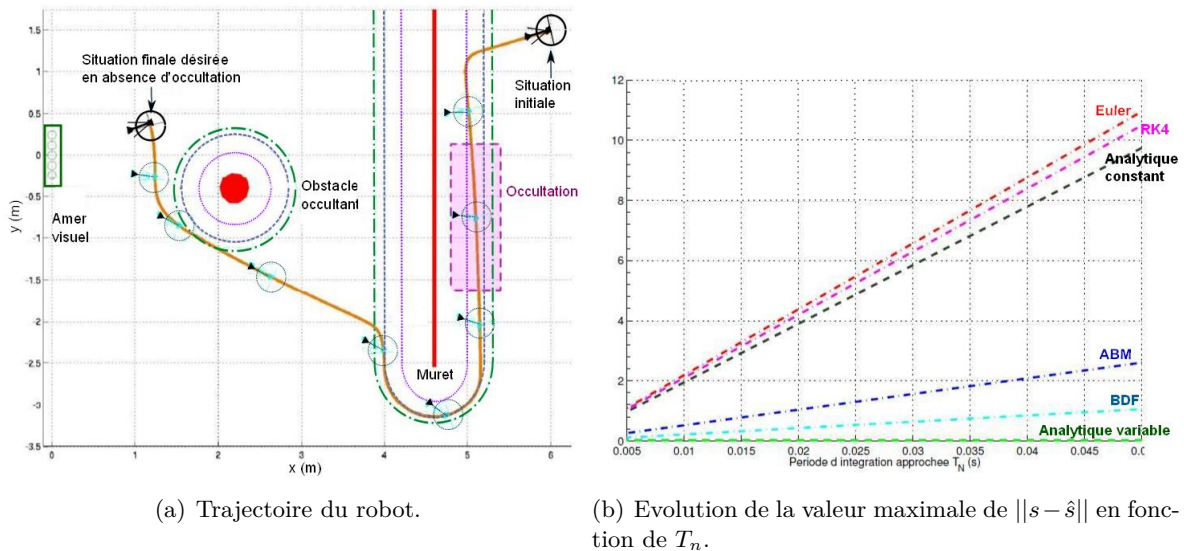 1.5
1
0.5
0
-0.5
-1
-1.5
-2
-2.5
-3
-3.5
y (m)
0
1
2
3
4
5
6
x (m)
Situation finale désirée
en absence d'occultation
Situation
initiale
Obstacle
occultant
Occultation
Amer
visuel
Muret
12
10
8
6
4
2
0
0.005
0.01
0.015
0.02
0.025
0.03
0.035
0.04
0.045
0.0
Periode d integration approchee T_N (s)
Euler
RK4
Analytique
constant
ABM
BDF
Analytique variable
(a) Trajectoire du robot.
(b) Evolution de la valeur maximale de ||s−ŝ|| en fonc-
tion de T_n.